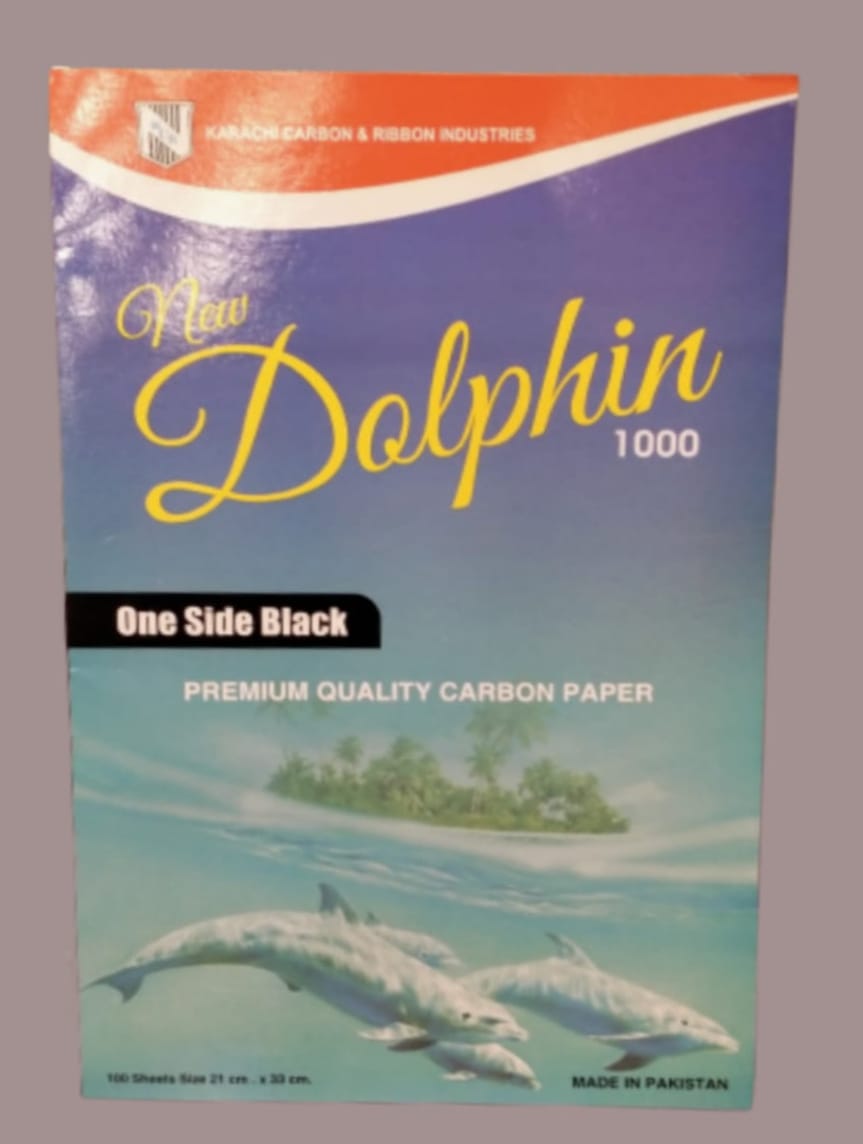 KARACHI CARBON & RIBBON INDUSTRIES
New
Dolphin
1000
One Side Black
PREMIUM QUALITY CARBON PAPER
100 Sheets Size 21 cm . x 33 cm.
MADE IN PAKISTAN